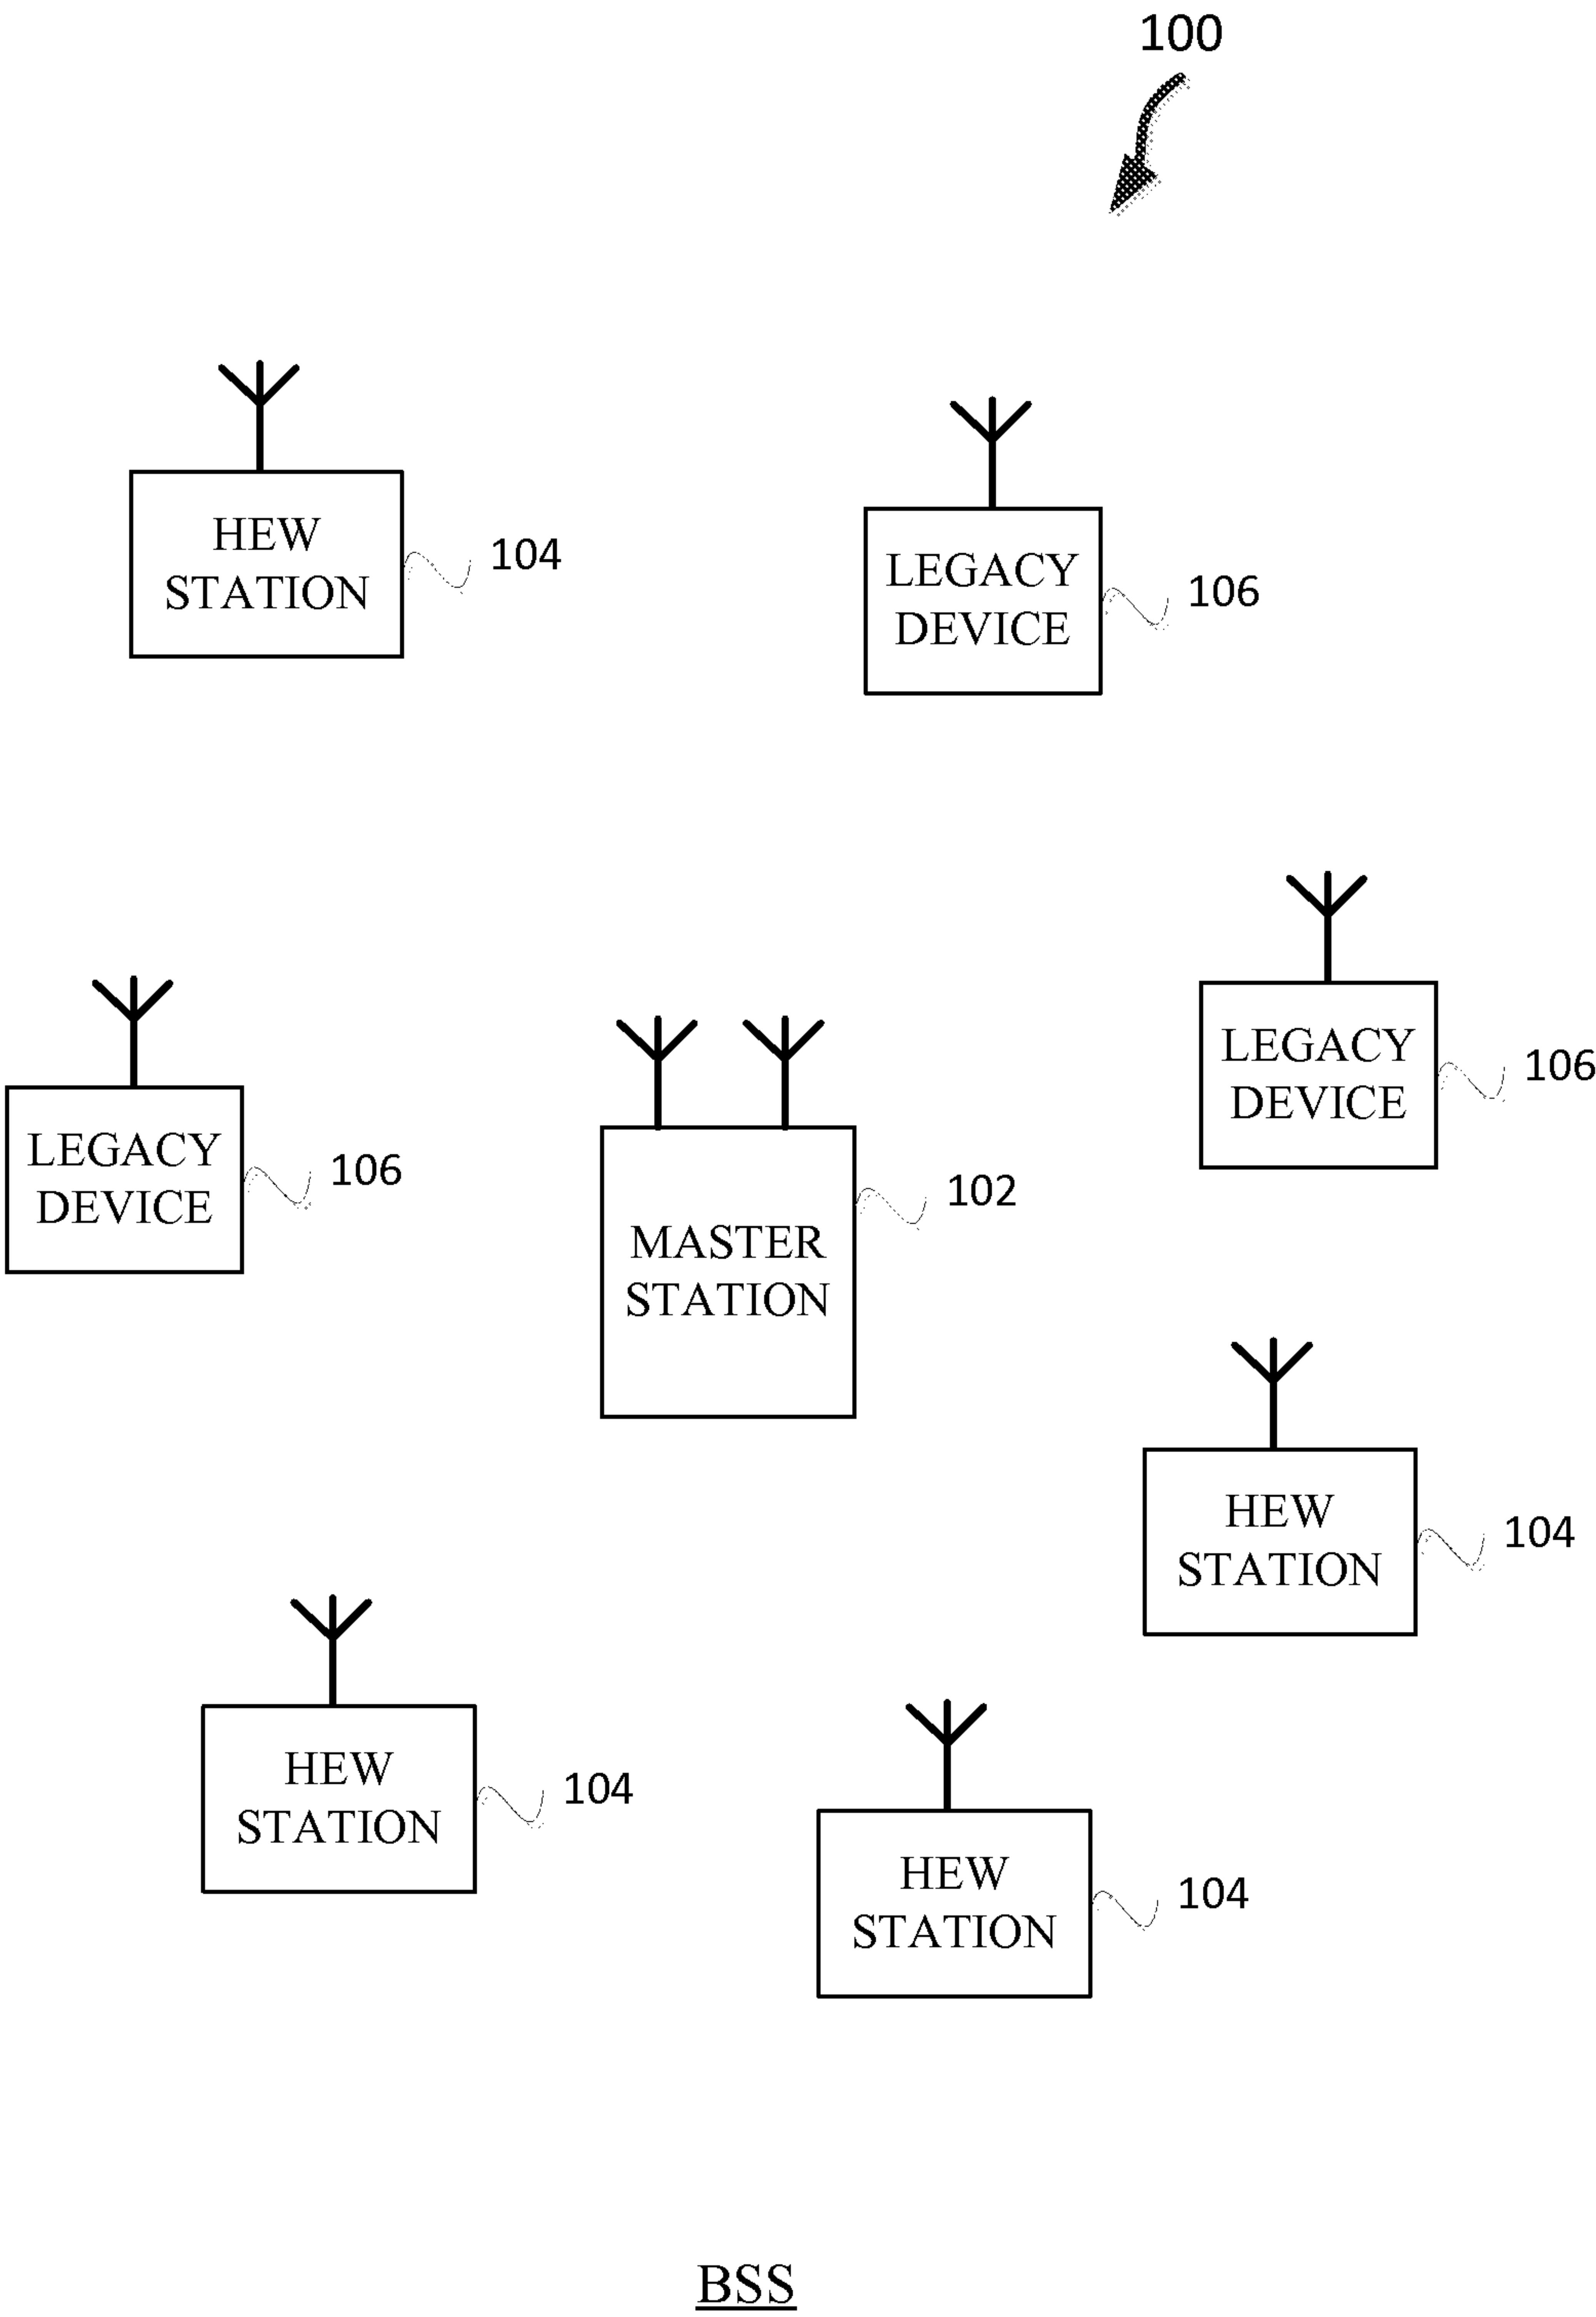 100
HEW
STATION
104
LEGACY
DEVICE
106
LEGACY
DEVICE
106
LEGACY
DEVICE
106
MASTER
STATION
102
HEW
STATION
104
HEW
STATION
104
HEW
STATION
104
BSS